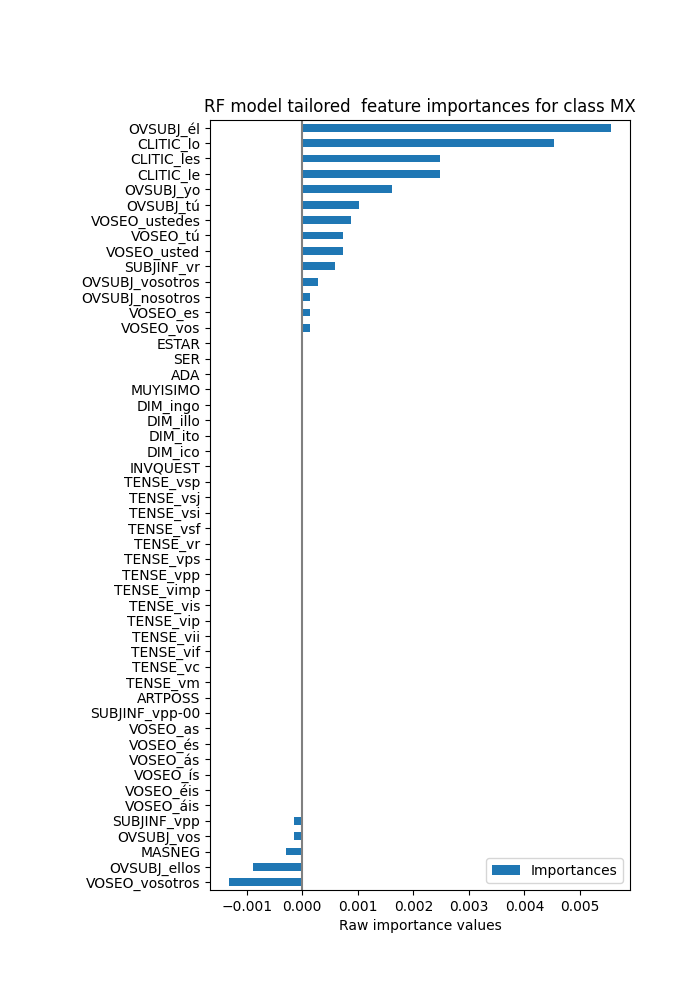 RF model tailored  feature importances for class MX
OVSUBJ_él
CLITIC_lo
CLITIC_les
CLITIC_le
OVSUBJ_yo
OVSUBJ_tú
VOSEO_ustedes
VOSEO_tú
VOSEO_usted
SUBJINF_vr
OVSUBJ_vosotros
OVSUBJ_nosotros
VOSEO_es
VOSEO_vos
ESTAR
SER
ADA
MUYISIMO
DIM_ingo
DIM_illo
DIM_ito
DIM_ico
INVQUEST
TENSE_vsp
TENSE_vsj
TENSE_vsi
TENSE_vsf
TENSE_vr
TENSE_vps
TENSE_vpp
TENSE_vimp
TENSE_vis
TENSE_vip
TENSE_vii
TENSE_vif
TENSE_vc
TENSE_vm
ARTPOSS
SUBJINF_vpp-00
VOSEO_as
VOSEO_és
VOSEO_ás
VOSEO_ís
VOSEO_éis
VOSEO_áis
SUBJINF_vpp
OVSUBJ_vos
MASNEG
OVSUBJ_ellos
VOSEO_vosotros
Importances
−0.001 0.000 0.001 0.002 0.003 0.004 0.005
Raw importance values